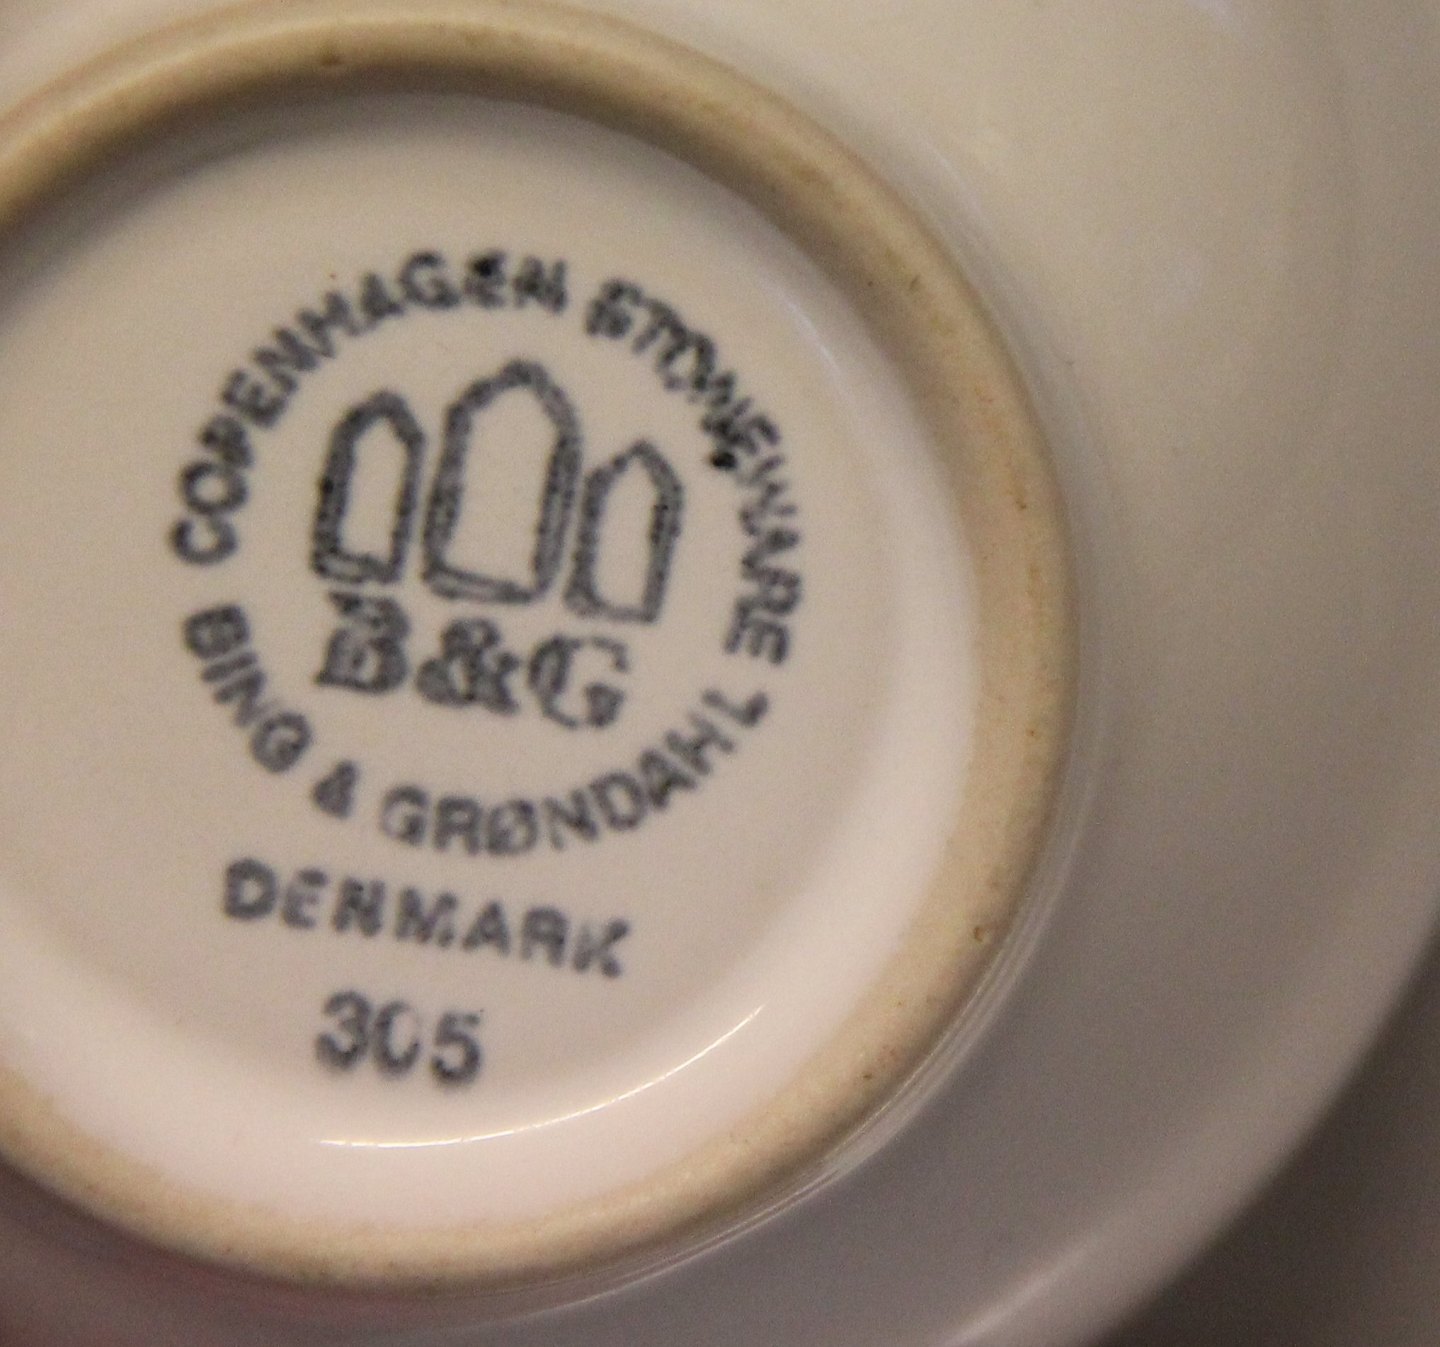 COPENHAGEN STONEWARE
B&G
BING & GRØNDAHL
DENMARK
305